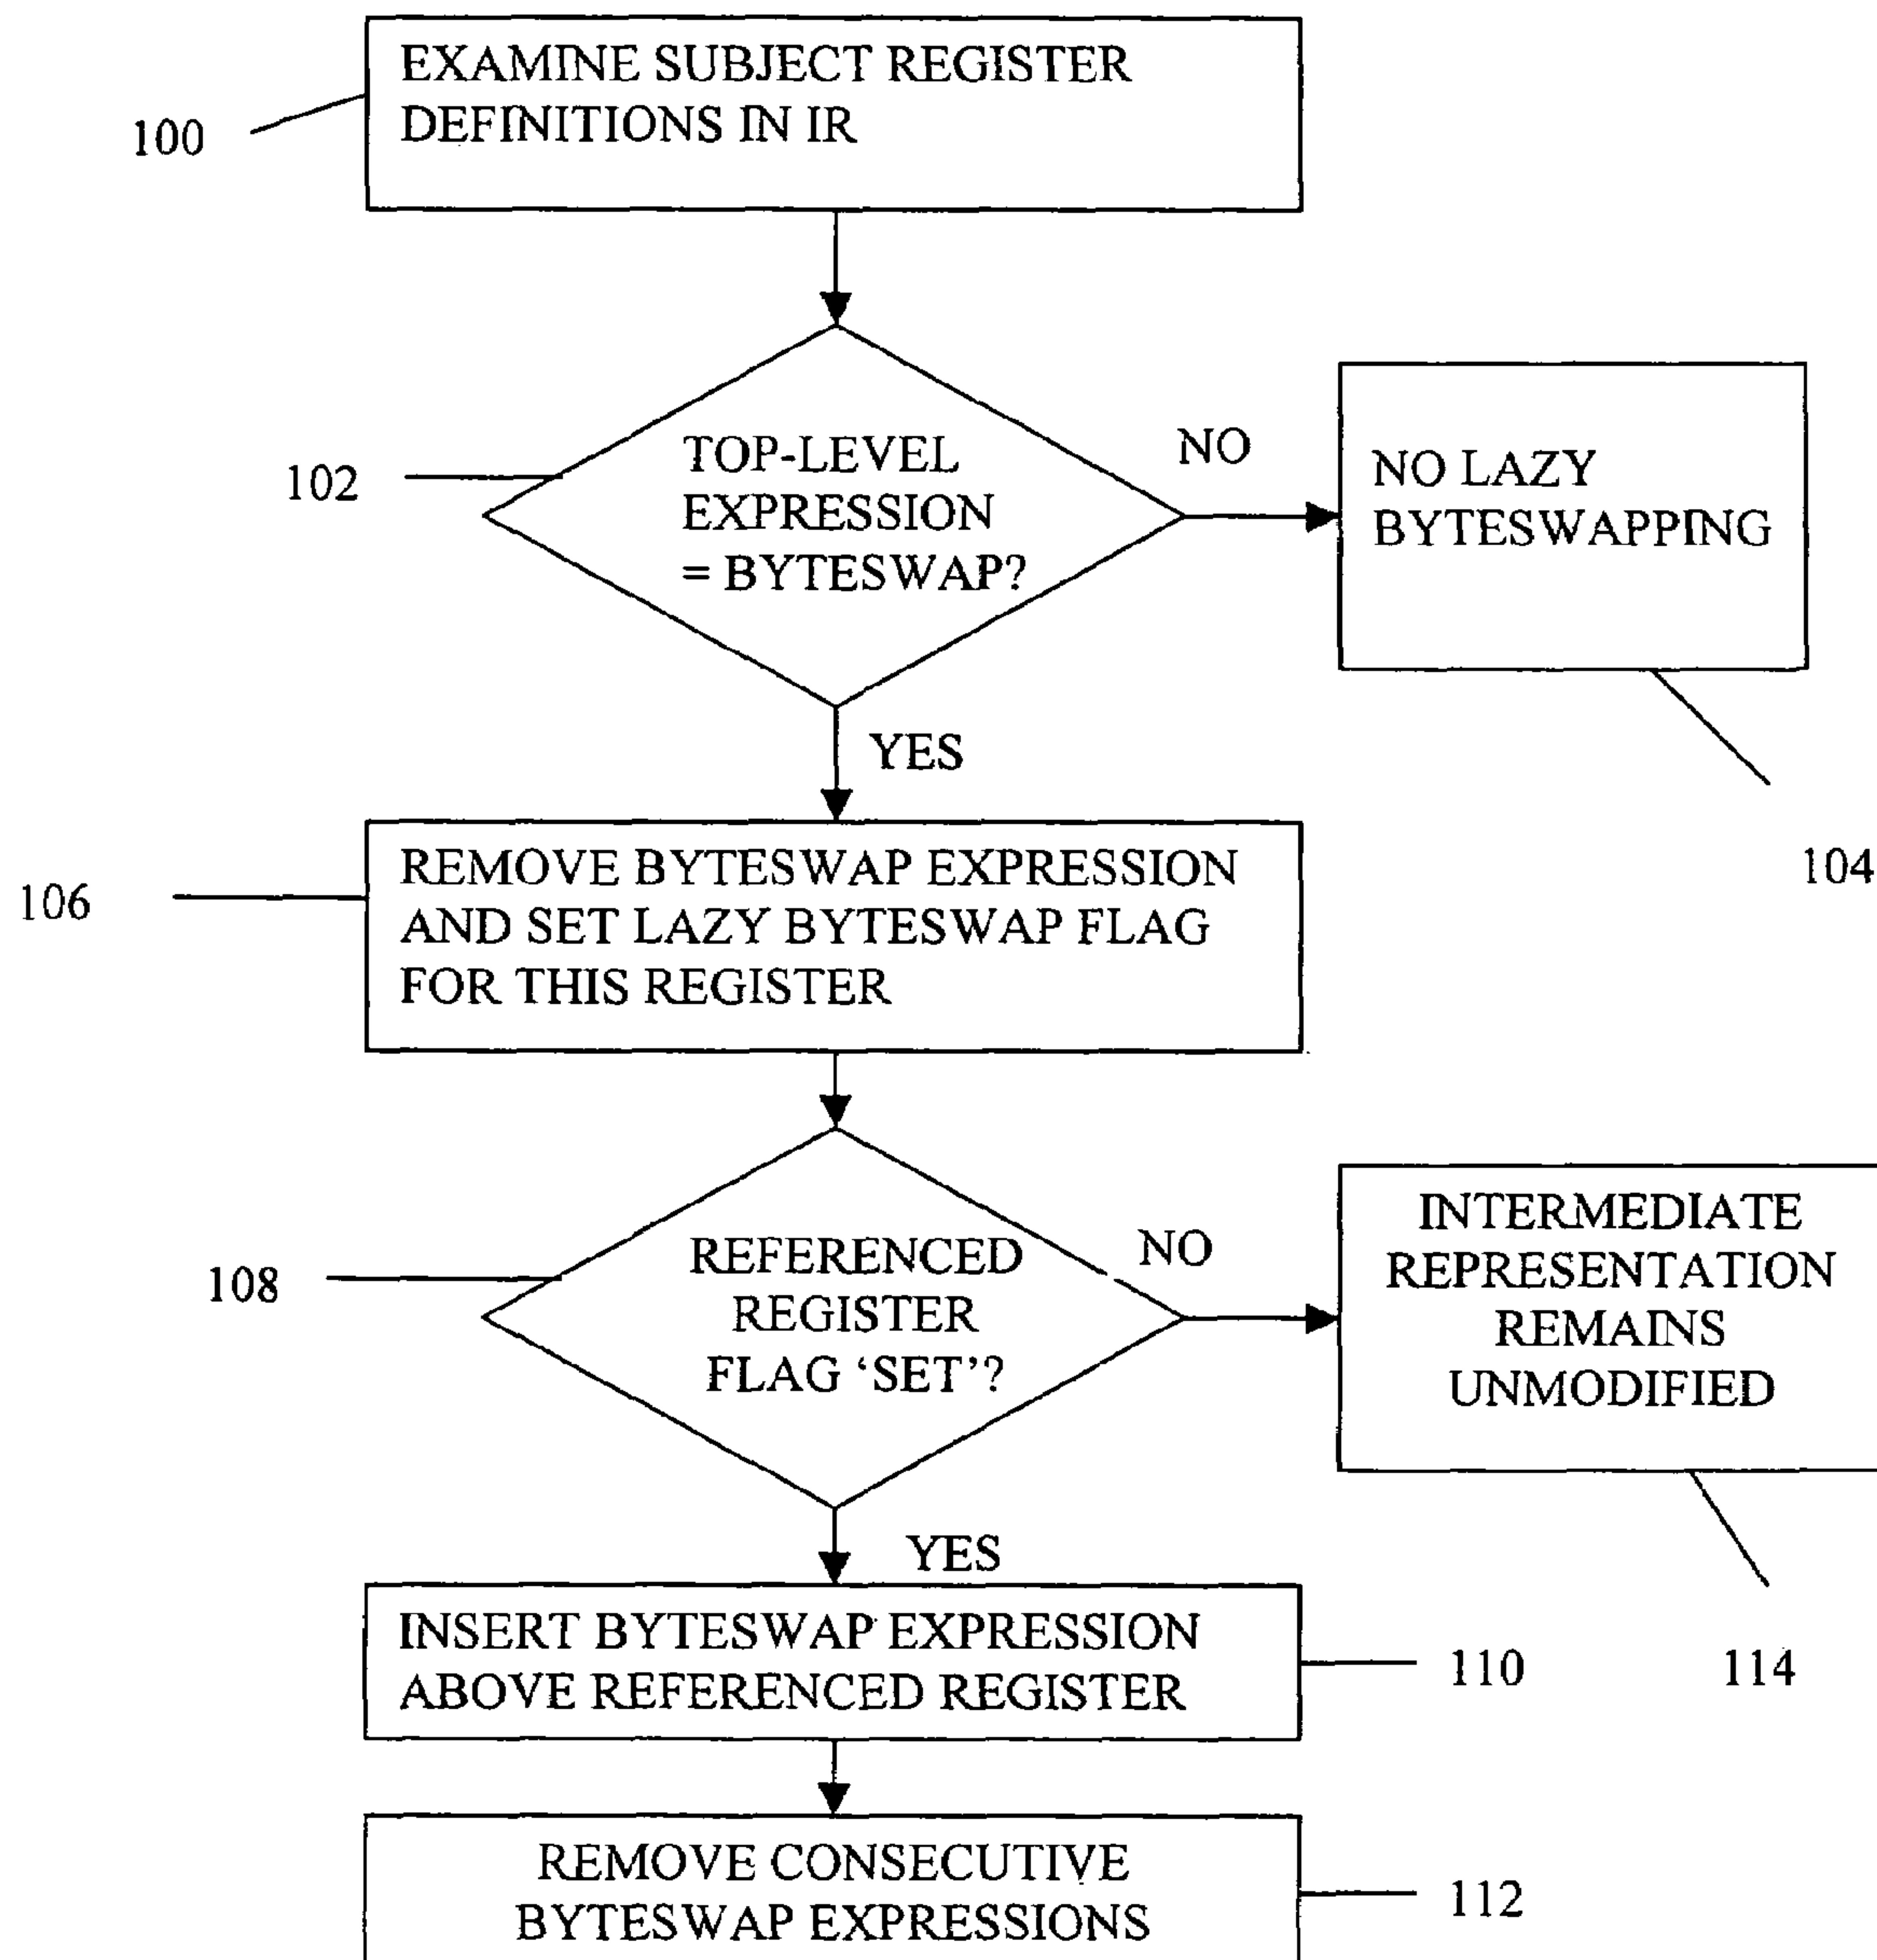 EXAMINE SUBJECT REGISTER
DEFINITIONS IN IR
100
TOP-LEVEL
EXPRESSION
= BYTESWAP?
102
NO
NO LAZY
BYTESWAPPING
104
YES
REMOVE BYTESWAP EXPRESSION
AND SET LAZY BYTESWAP FLAG
FOR THIS REGISTER
106
REFERENCED
REGISTER
FLAG ‘SET’?
108
NO
INTERMEDIATE
REPRESENTATION
REMAINS
UNMODIFIED
114
YES
INSERT BYTESWAP EXPRESSION
ABOVE REFERENCED REGISTER
110
REMOVE CONSECUTIVE
BYTESWAP EXPRESSIONS
112